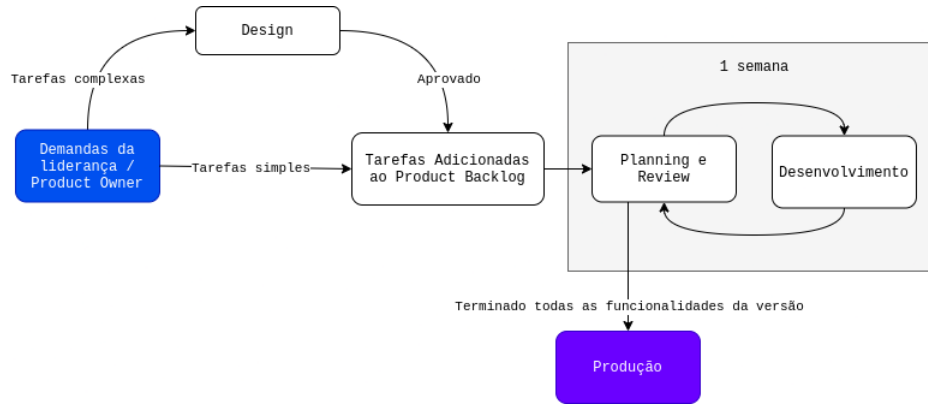 Design
Tarefas complexas
Aprovado
1 semana
Demandas da
liderança /
Product Owner
Tarefas simples
Tarefas Adicionadas
ao Product Backlog
Planning e
Review
Desenvolvimento
Terminado todas as funcionalidades da versão
Produção